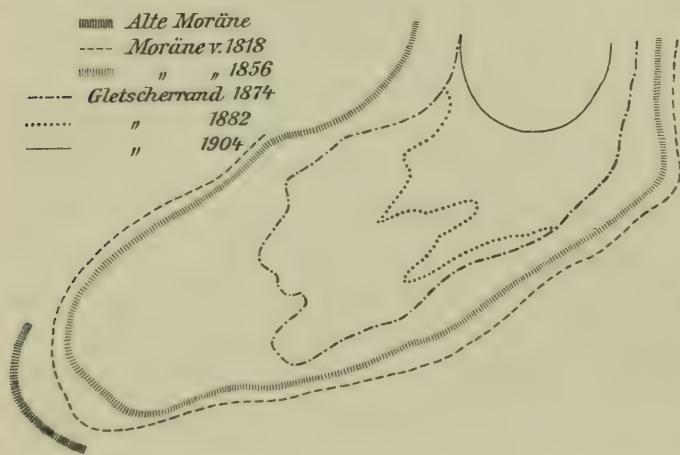 Alte Moräne
Moräne v. 1818
„ „ 1856
Gletscherrand 1874
„ 1882
„ 1904